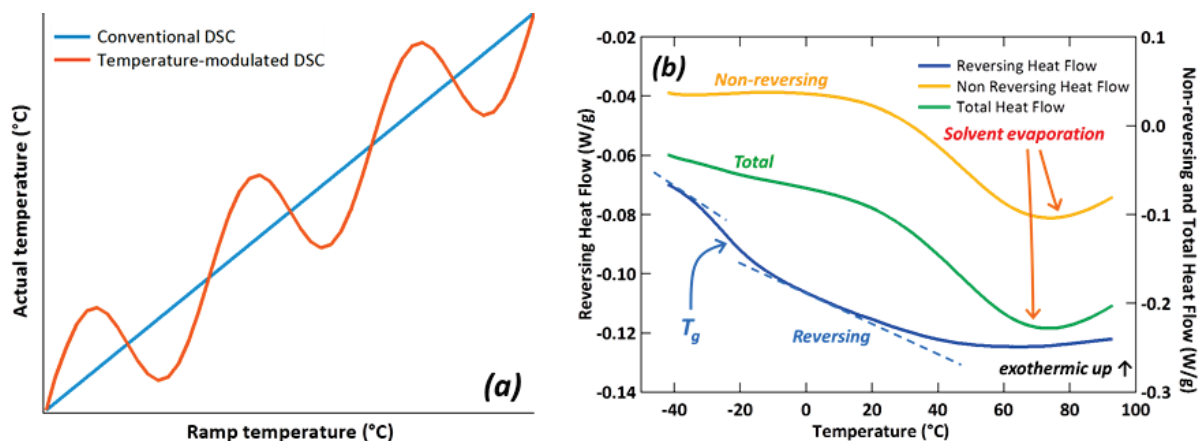 Conventional DSC
Temperature-modulated DSC
Actual temperature (°C)
Ramp temperature (°C)
(a)
(b)
Reversing Heat Flow
Non Reversing Heat Flow
Total Heat Flow
Non-reversing
Solvent evaporation
Total
Tg
Reversing
exothermic up ↑
Reversing Heat Flow (W/g)
-0.02
-0.04
-0.06
-0.08
-0.10
-0.12
-0.14
-40 -20 0 20 40 60 80 100
Temperature (°C)
0.1
0.0
-0.1
-0.2
-0.3
Non-reversing and
Total Heat Flow (W/g)